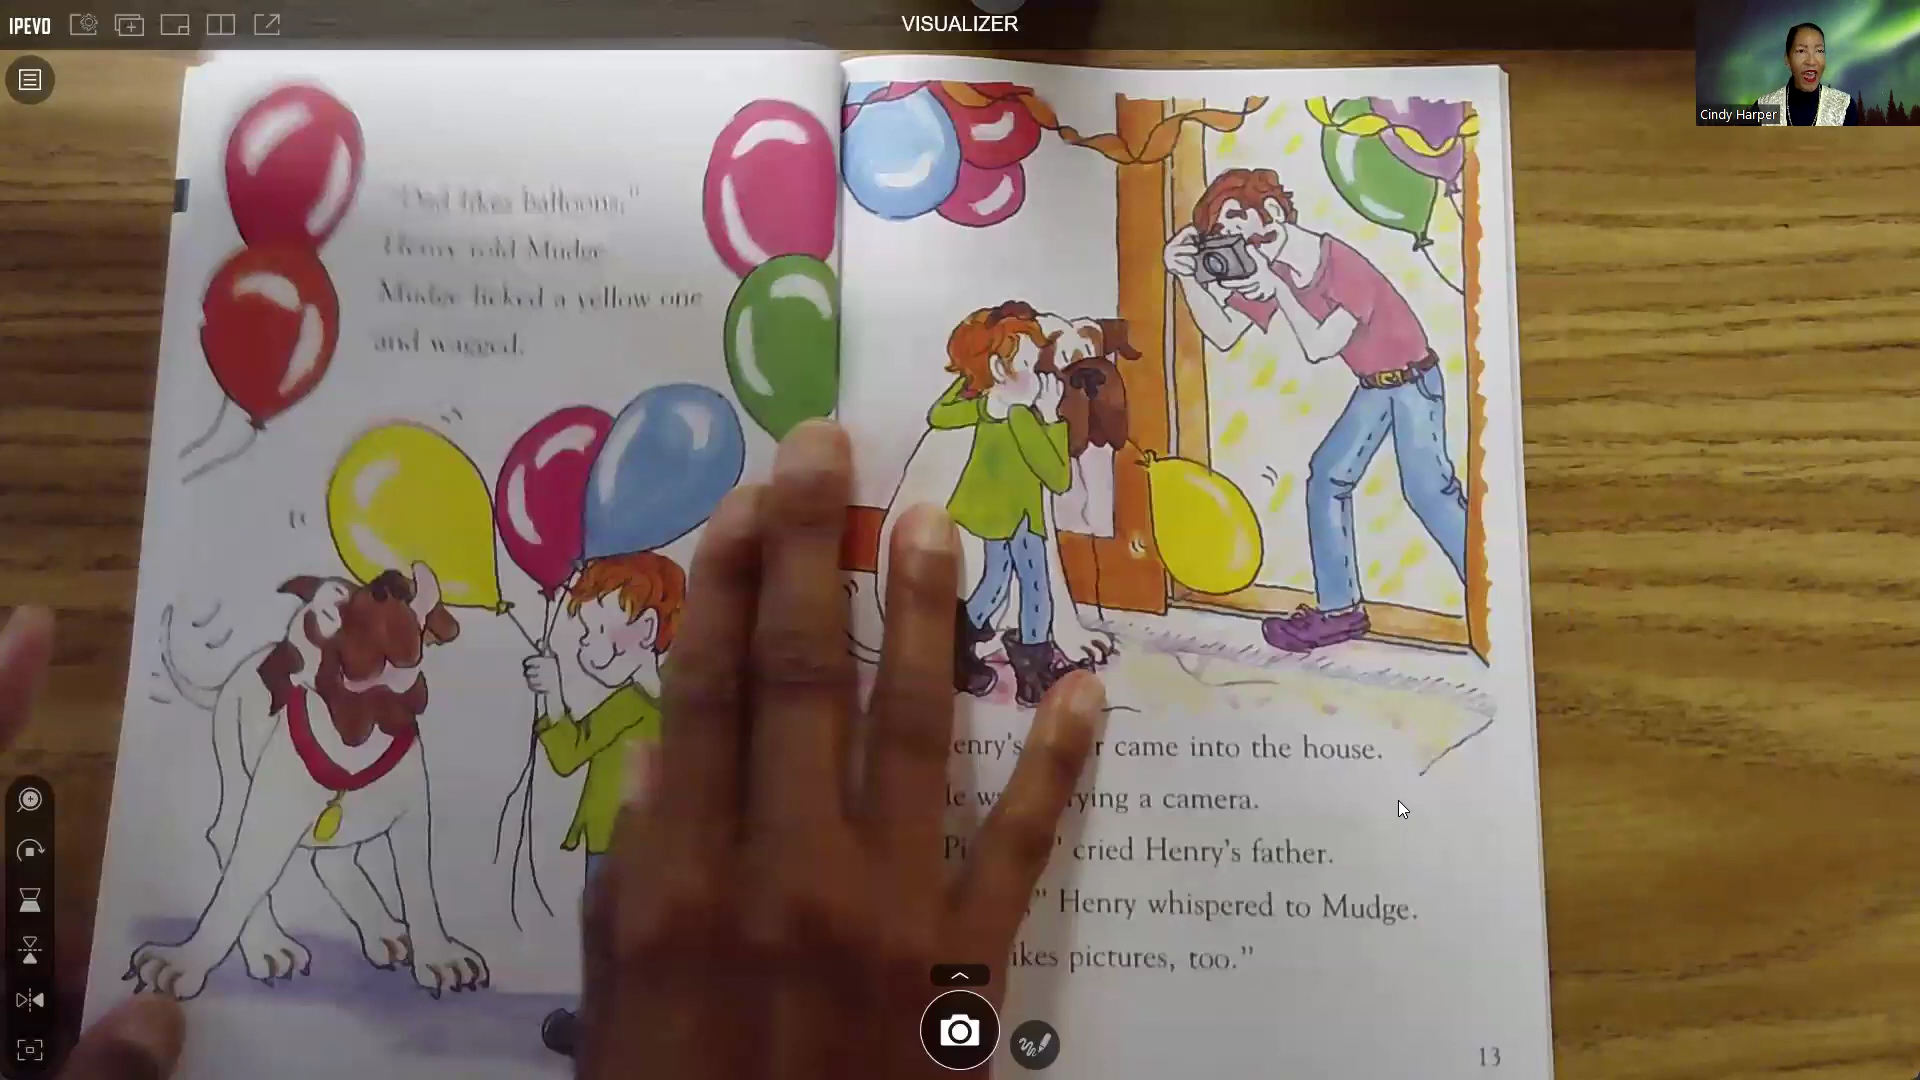 IPEVO
VISUALIZER
Cindy Harper
"Dad likes balloons,"
Henry told Mudge.
Mudge licked a yellow one
and wagged.
enry's r came into the house.
rying a camera.
cried Henry's father.
" Henry whispered to Mudge.
ikes pictures, too."
13